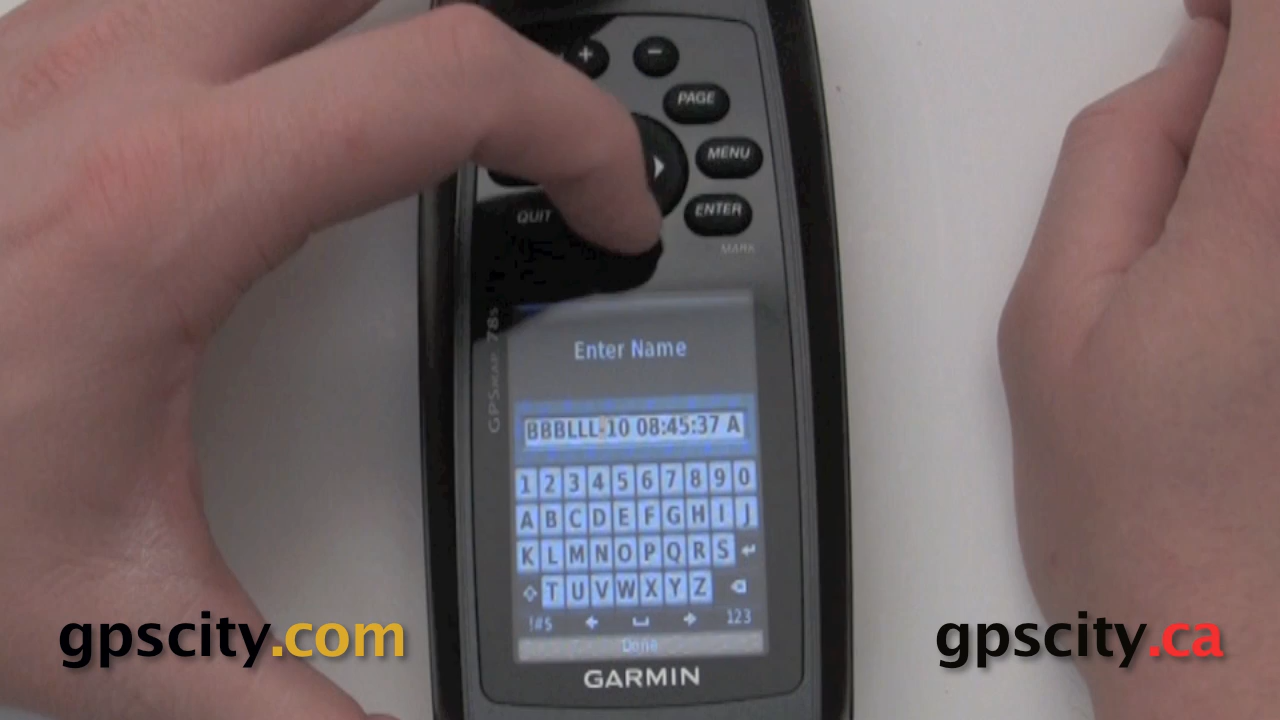 + -
PAGE
MENU
QUIT
ENTER
MARK
GPSMAP 78s
Enter Name
BBBLLL-10 08:45:37 A
1 2 3 4 5 6 7 8 9 0
A B C D E F G H I J
K L M N O P Q R S
T U V W X Y Z
!#$ 123
Done
GARMIN
gpscity.com
gpscity.ca